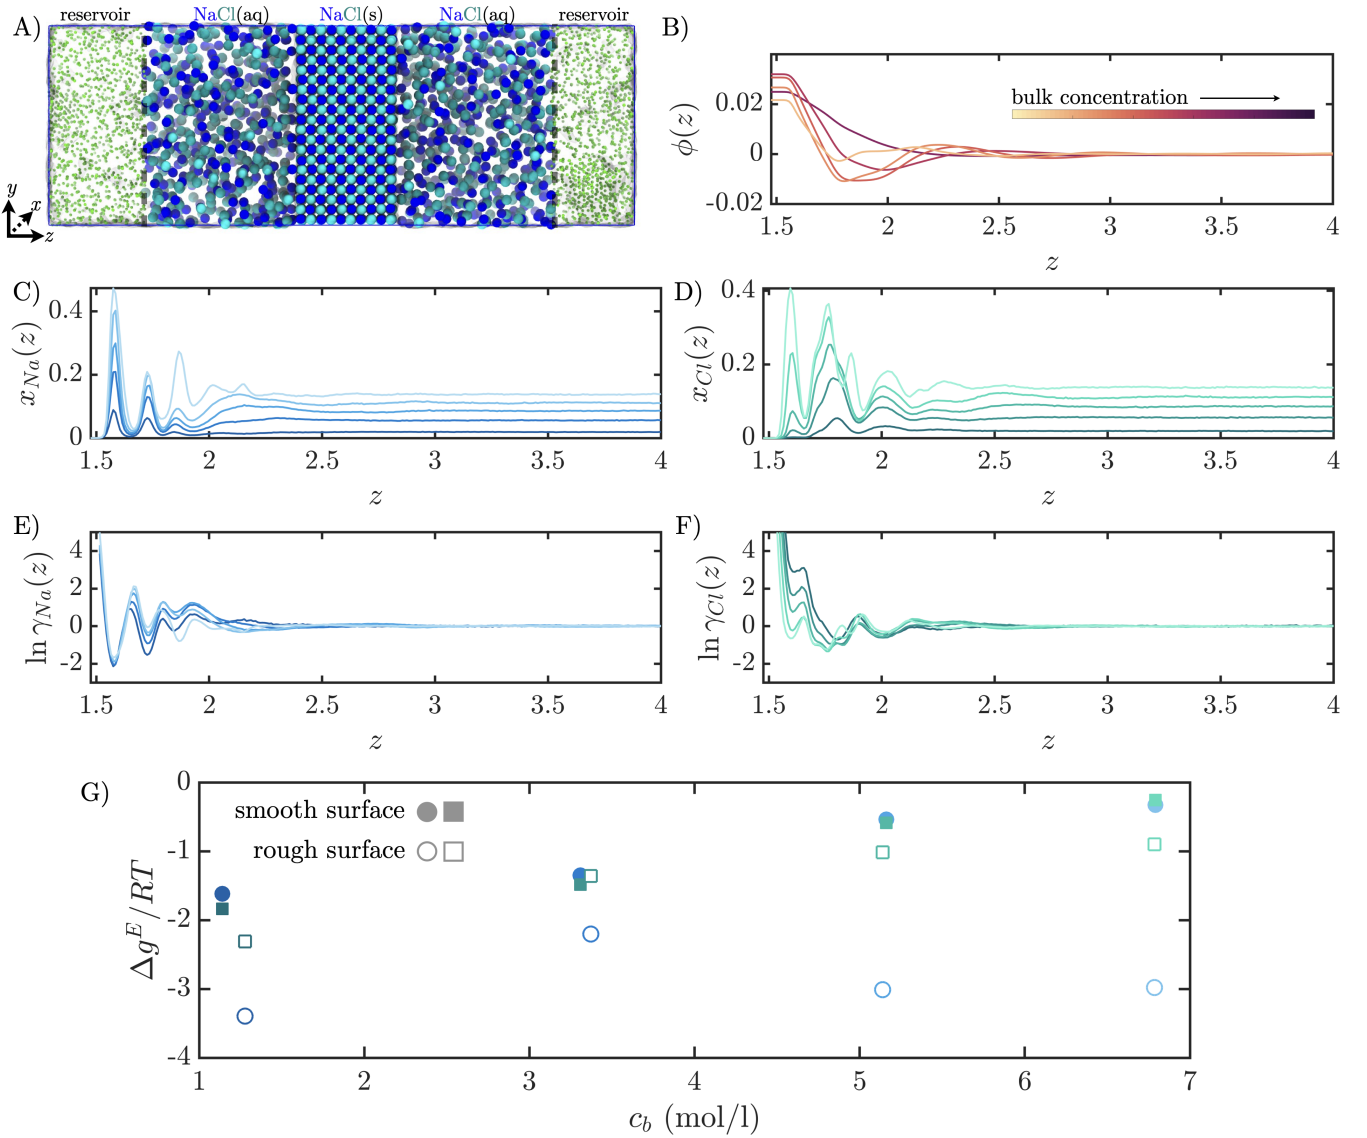 A)
reservoir NaCl(aq) NaCl(s) NaCl(aq) reservoir
y
x
z
B)
ϕ(z)
0.02
0
-0.02
bulk concentration
1.5 2 2.5 3 3.5 4
z
C)
x_Na(z)
0.4
0.2
0
1.5 2 2.5 3 3.5 4
z
D)
x_Cl(z)
0.4
0.2
0
1.5 2 2.5 3 3.5 4
z
E)
ln γ_Na(z)
4
2
0
-2
1.5 2 2.5 3 3.5 4
z
F)
ln γ_Cl(z)
4
2
0
-2
1.5 2 2.5 3 3.5 4
z
G)
Δg^E/RT
0
-1
-2
-3
-4
smooth surface
rough surface
1 2 3 4 5 6 7
c_b (mol/l)